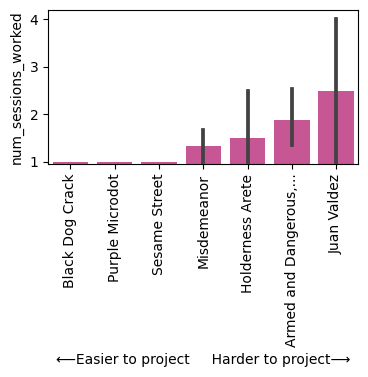 num_sessions_worked
4
3
2
1
Black Dog Crack
Purple Microdot
Sesame Street
Misdemeanor
Holderness Arete
Armed and Dangerous,...
Juan Valdez
⟵Easier to project Harder to project⟶